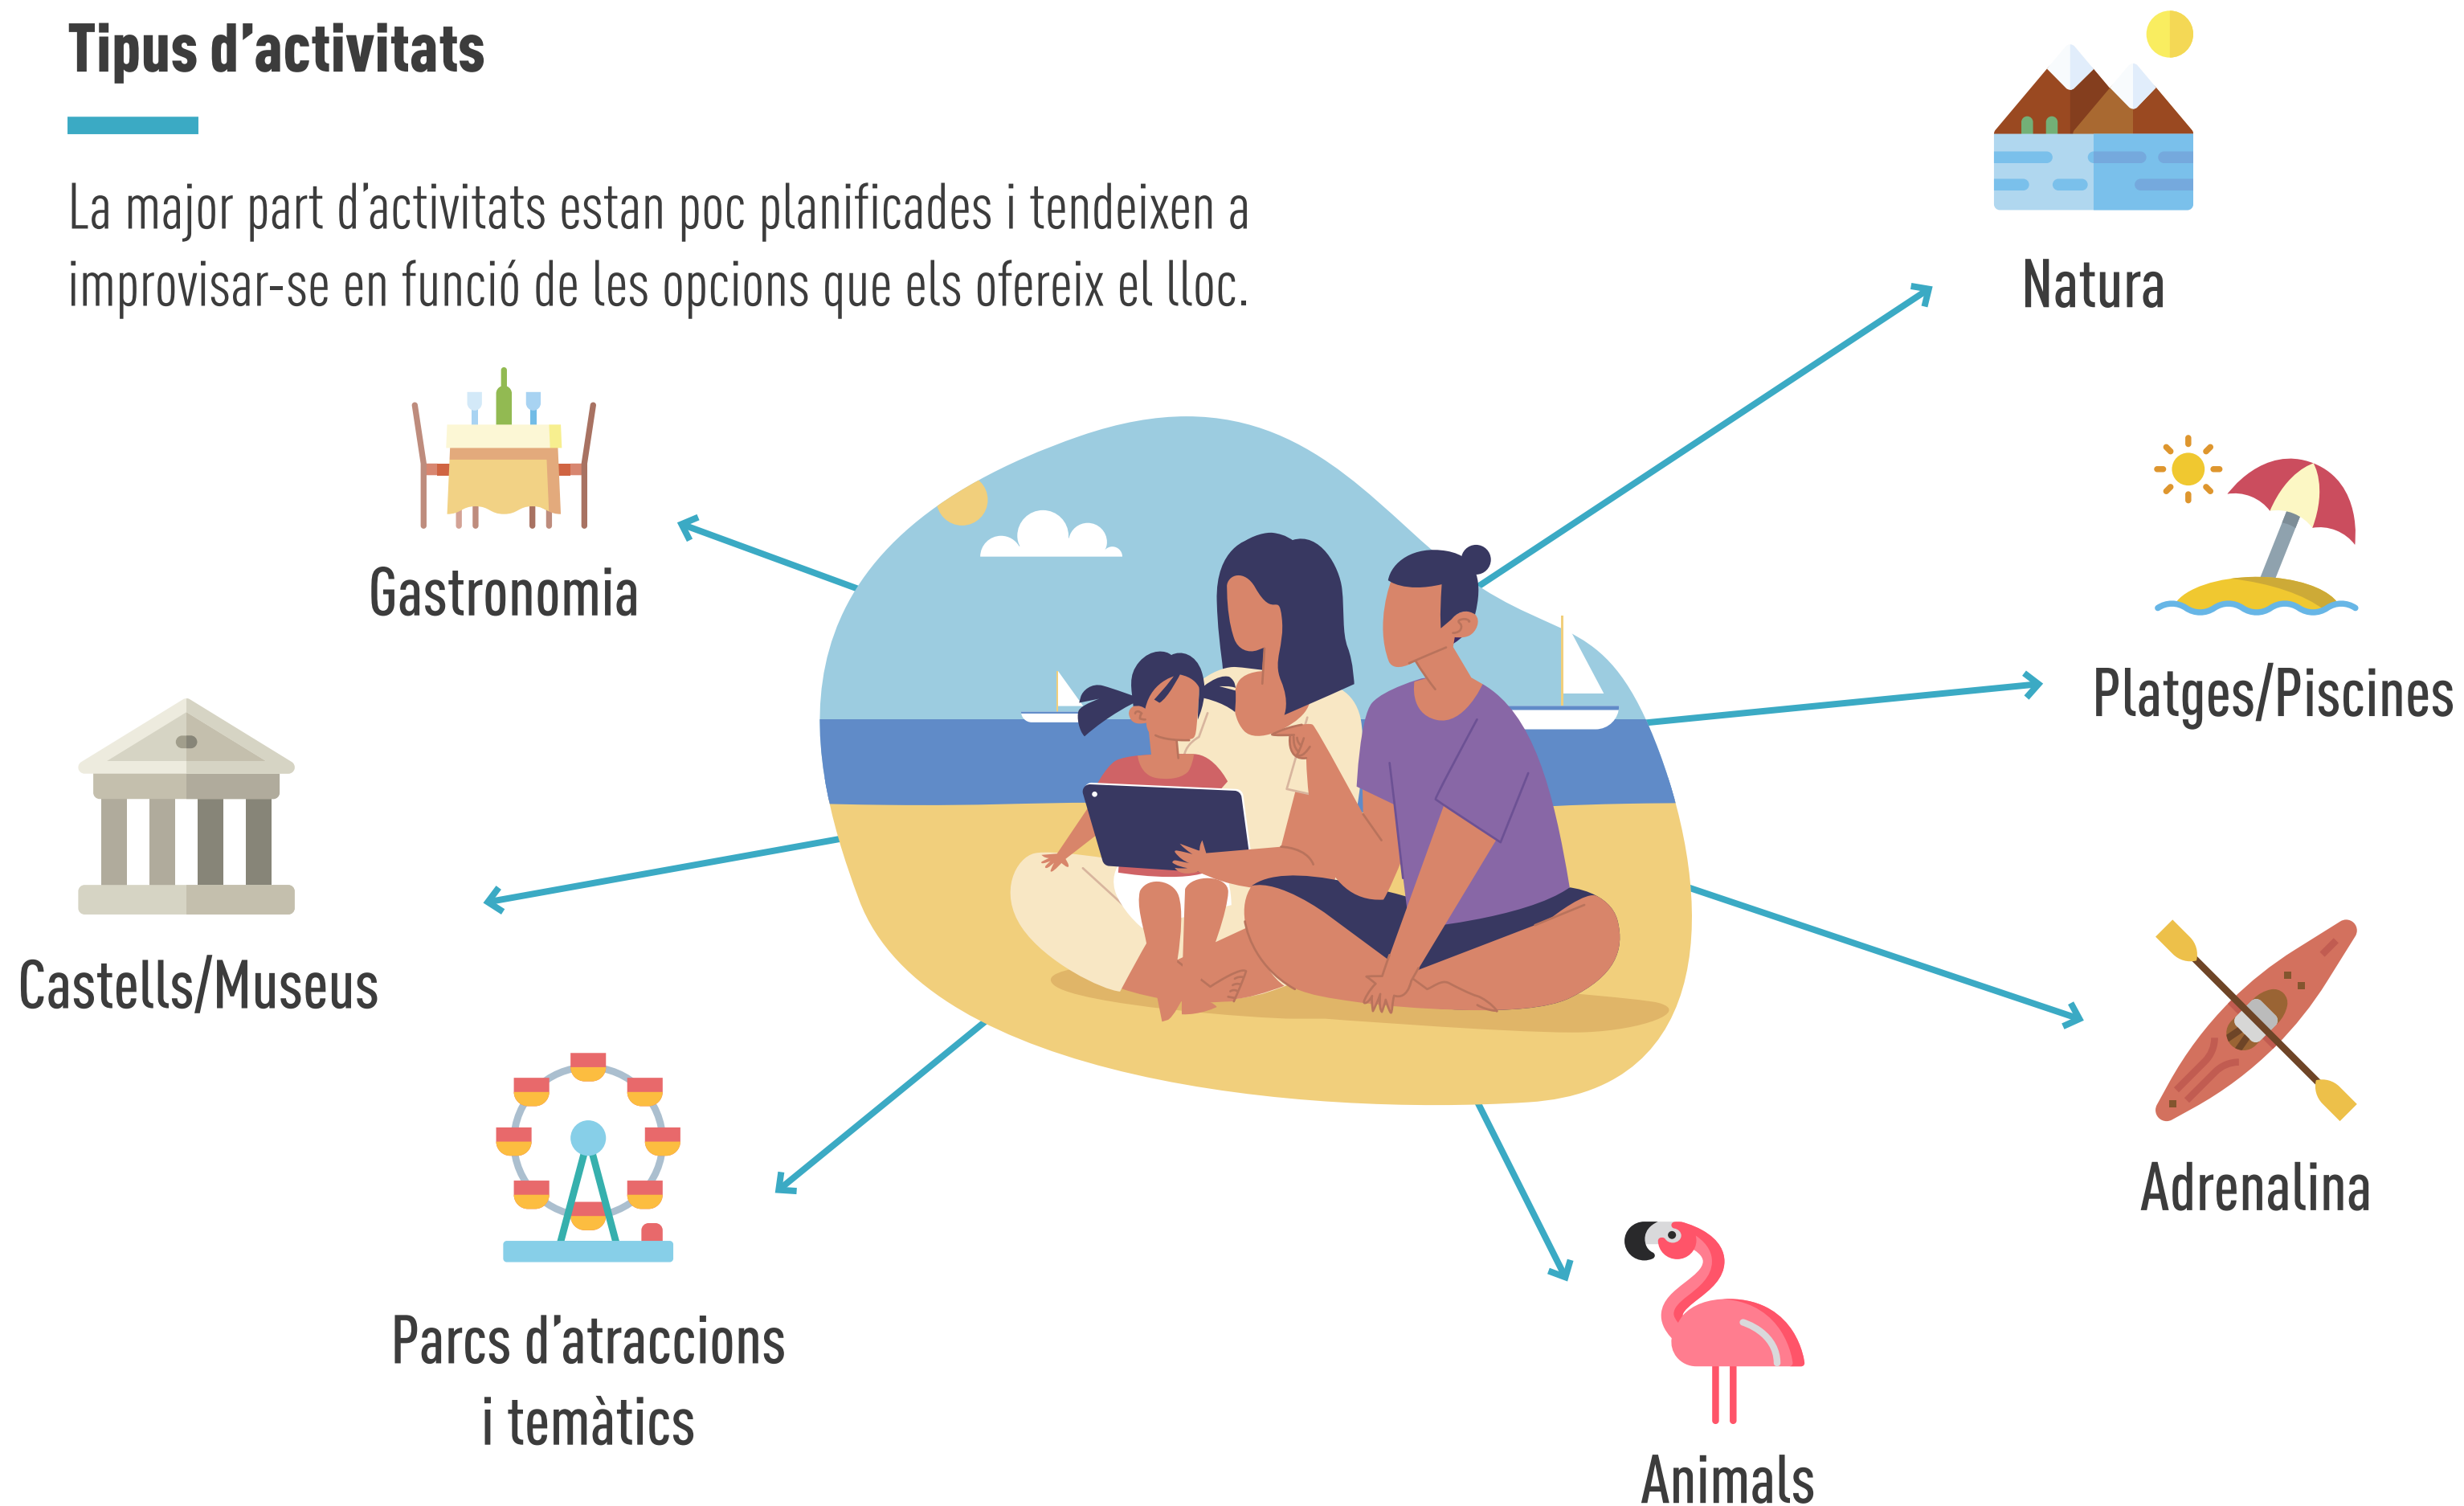 Tipus d'activitats
La major part d'activitats estan poc planificades i tendeixen a
improvisar-se en funció de les opcions que els ofereix el lloc.
Natura
Gastronomia
Platges/Piscines
Castells/Museus
Adrenalina
Parcs d'atraccions
i temàtics
Animals